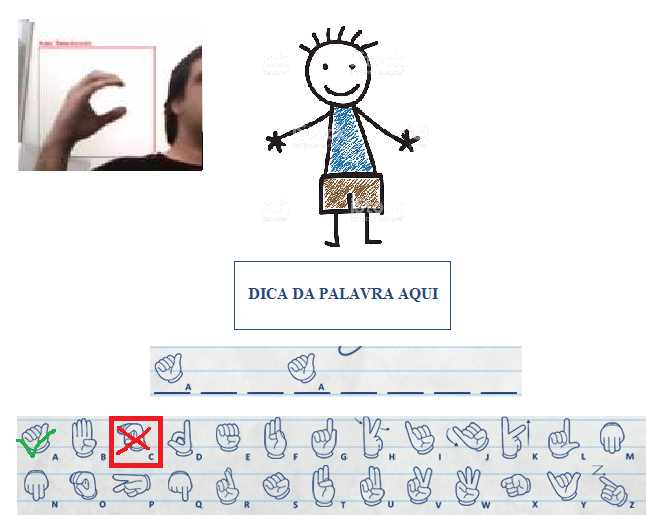 DICA DA PALAVRA AQUI
A A
A B C D E F G H I J K L M
N O P Q R S T U V W X Y Z